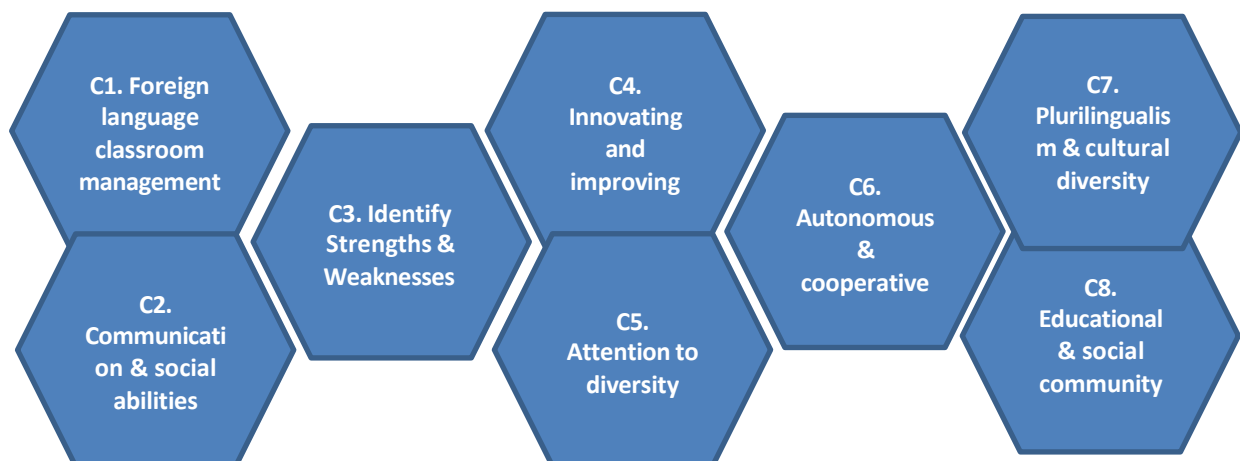 C1. Foreign
language
classroom
management
C2.
Communicati
on & social
abilities
C3. Identify
Strengths &
Weaknesses
C4.
Innovating
and
improving
C5.
Attention to
diversity
C6.
Autonomous
&
cooperative
C7.
Plurilingualis
m & cultural
diversity
C8.
Educational
& social
community